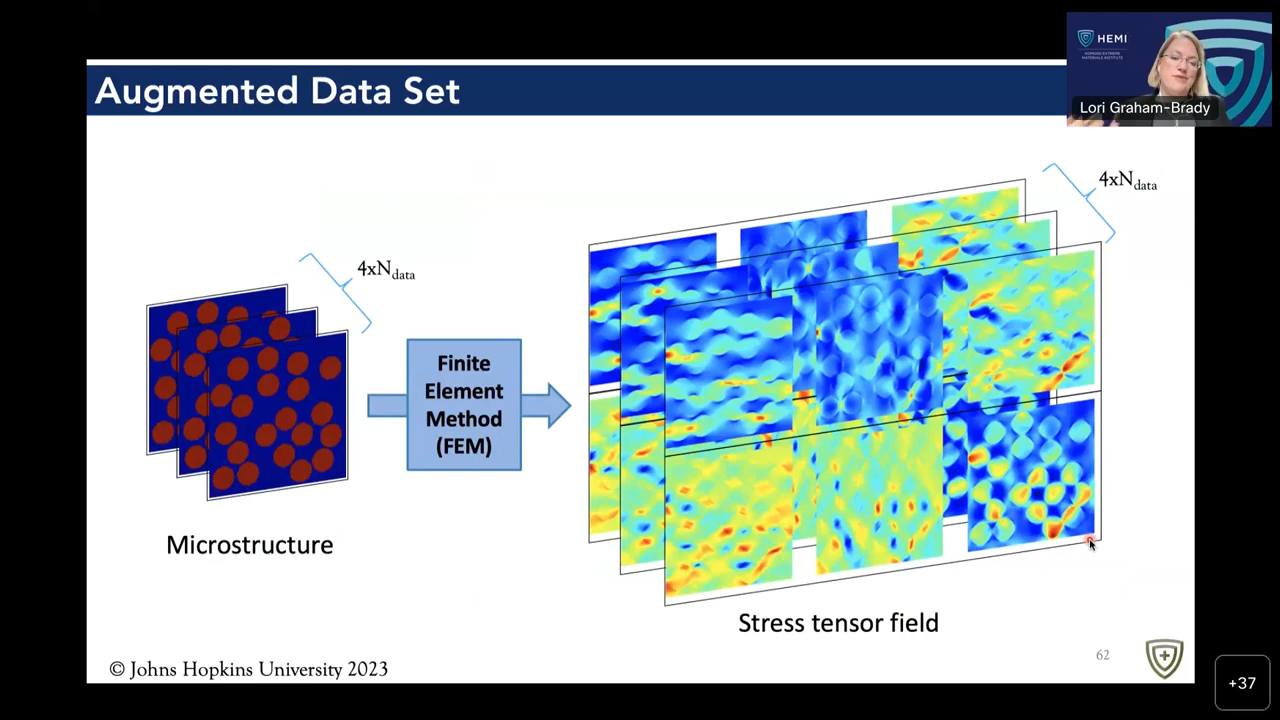 Augmented Data Set
HEMI
Lori Graham-Brady
4xNdata
4xNdata
Finite
Element
Method
(FEM)
Microstructure
Stress tensor field
© Johns Hopkins University 2023
62
+37